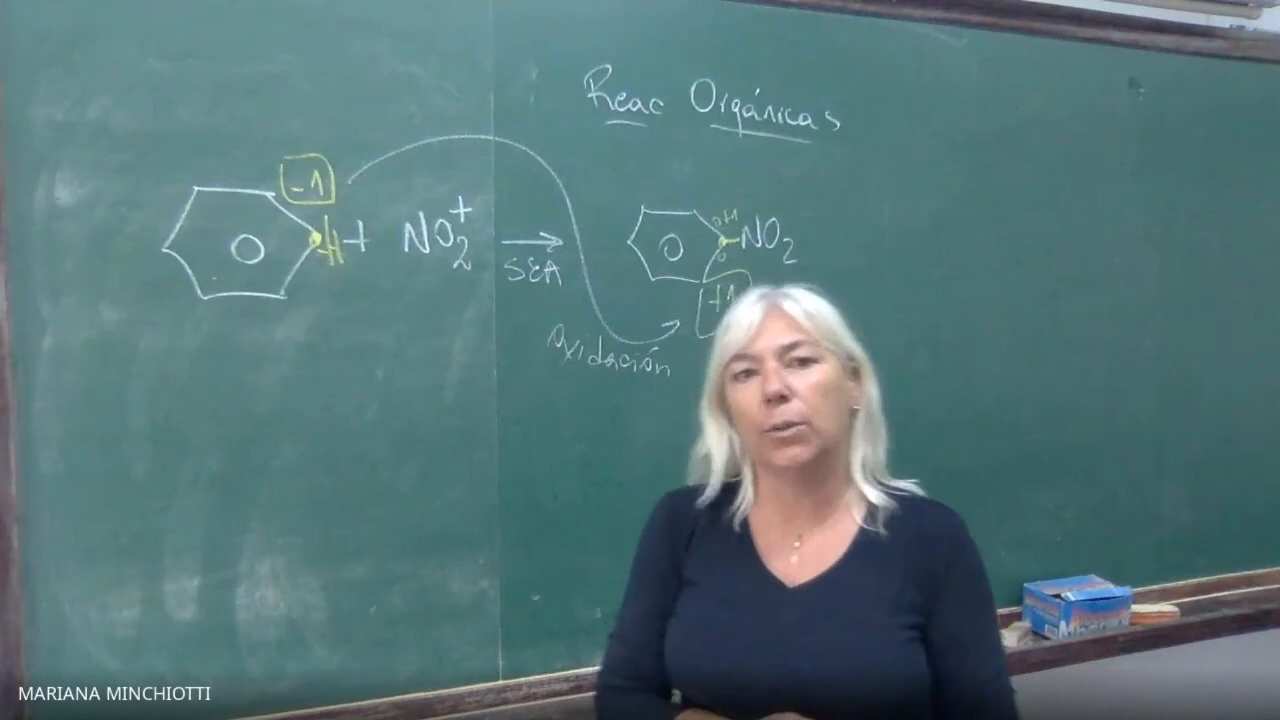 Reac Orgánicas
-1
H + NO2+ → NO2
SEA
+1
Oxidación
MARIANA MINCHIOTTI